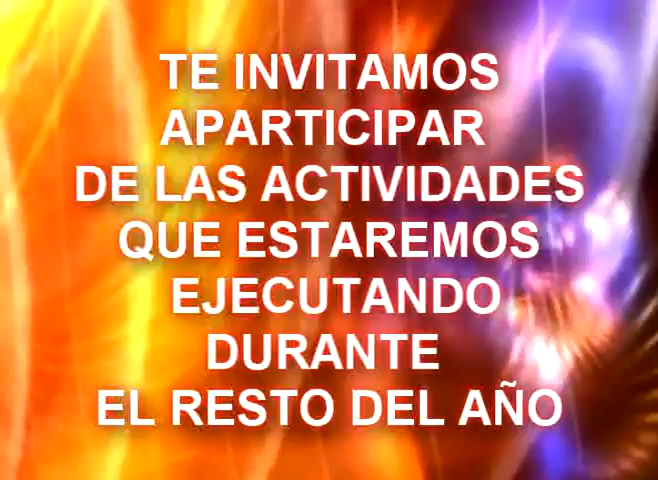 TE INVITAMOS
APARTICIPAR
DE LAS ACTIVIDADES
QUE ESTAREMOS
EJECUTANDO
DURANTE
EL RESTO DEL AÑO